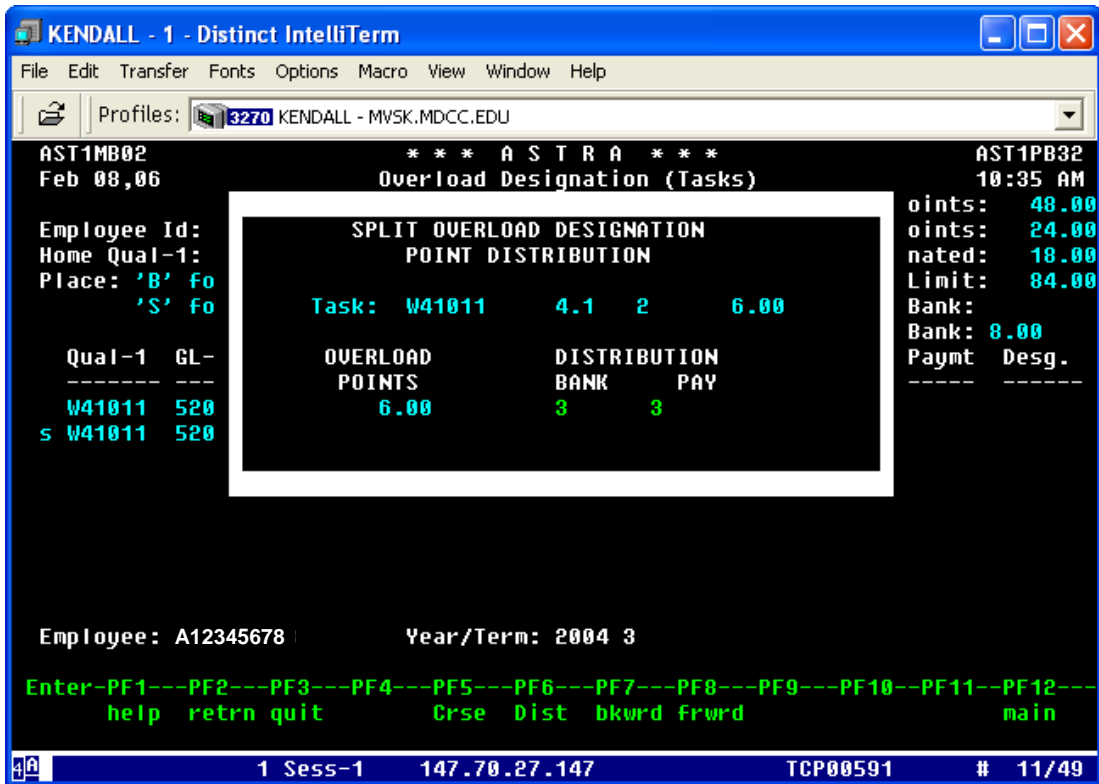 KENDALL - 1 - Distinct IntelliTerm
File Edit Transfer Fonts Options Macro View Window Help
Profiles: 3270 KENDALL - MVSK.MDCC.EDU
AST1MB02 * * * A S T R A * * * AST1PB32
Feb 08,06 Overload Designation (Tasks) 10:35 AM
oints: 48.00
Employee Id: SPLIT OVERLOAD DESIGNATION oints: 24.00
Home Qual-1: POINT DISTRIBUTION nated: 18.00
Place: 'B' fo Limit: 84.00
'S' fo Task: W41011 4.1 2 6.00 Bank:
Bank: 8.00
Qual-1 GL- OVERLOAD DISTRIBUTION Paymt Desg.
------- --- POINTS BANK PAY ----- ------
W41011 520 6.00 3 3
s W41011 520
Employee: A12345678 Year/Term: 2004 3
Enter-PF1---PF2---PF3---PF4---PF5---PF6---PF7---PF8---PF9---PF10--PF11--PF12---
help retrn quit Crse Dist bkwrd frwrd main
4A 1 Sess-1 147.70.27.147 TCP00591 # 11/49